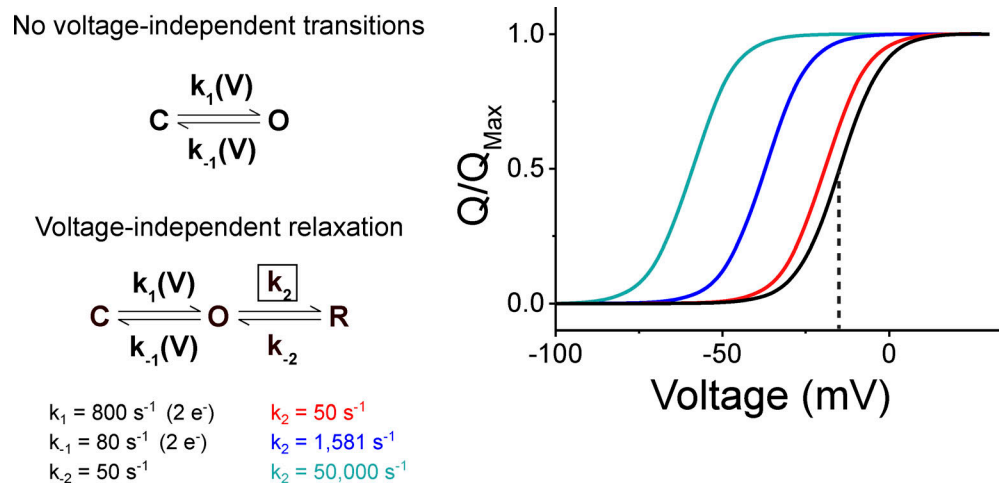 No voltage-independent transitions
k₁(V)
C O
k₋₁(V)
Voltage-independent relaxation
k₁(V) k₂
C O R
k₋₁(V) k₋₂
k₁ = 800 s⁻¹ (2 e⁻) k₂ = 50 s⁻¹
k₋₁ = 80 s⁻¹ (2 e⁻) k₂ = 1,581 s⁻¹
k₋₂ = 50 s⁻¹ k₂ = 50,000 s⁻¹
Q/Q_Max
1.0
0.5
0.0
-100 -50 0
Voltage (mV)